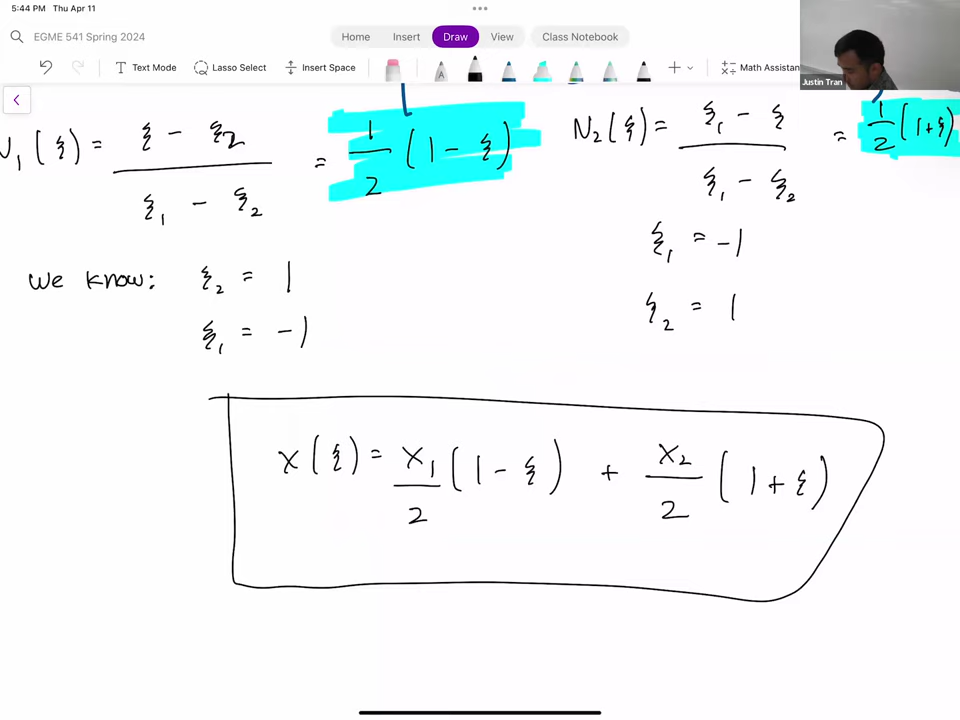 5:44 PM Thu Apr 11
EGME 541 Spring 2024
Home Insert Draw View Class Notebook
Text Mode Lasso Select Insert Space Math Assistan
Justin Tran
N₁(ξ) = (ξ - ξ₂)/(ξ₁ - ξ₂) = 1/2 (1 - ξ)
N₂(ξ) = (ξ₁ - ξ)/(ξ₁ - ξ₂) = 1/2 (1+ξ)
ξ₁ = -1
ξ₂ = 1
We know: ξ₂ = 1
ξ₁ = -1
x(ξ) = x₁/2 (1 - ξ) + x₂/2 (1 + ξ)